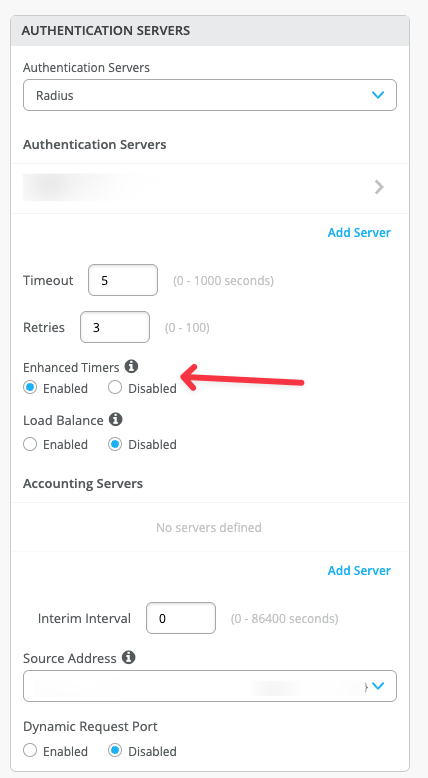 AUTHENTICATION SERVERS
Authentication Servers
Radius
Authentication Servers
Add Server
Timeout 5 (0 - 1000 seconds)
Retries 3 (0 - 100)
Enhanced Timers
Enabled Disabled
Load Balance
Enabled Disabled
Accounting Servers
No servers defined
Add Server
Interim Interval 0 (0 - 86400 seconds)
Source Address
Dynamic Request Port
Enabled Disabled